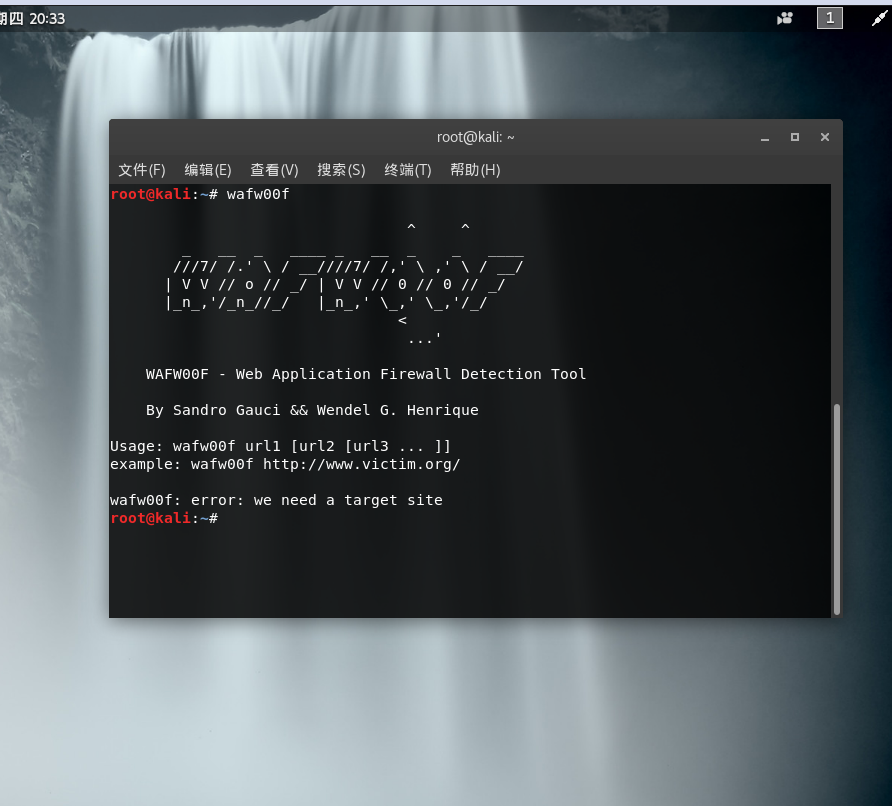 期四 20:33
1
root@kali: ~
文件(F) 编辑(E) 查看(V) 搜索(S) 终端(T) 帮助(H)
root@kali:~# wafw00f
                                 ^     ^
        _   __  _   ____ _   __  _    _   ____
       ///7/ /.' \ / __////7/ /,' \ ,' \ / __/
      | V V // o // _/ | V V // 0 // 0 // _/
      |_n_,'/_n_//_/   |_n_,' \_,' \_,'/_/
                                <
                                 ...'
WAFW00F - Web Application Firewall Detection Tool
By Sandro Gauci && Wendel G. Henrique
Usage: wafw00f url1 [url2 [url3 ... ]]
example: wafw00f http://www.victim.org/
wafw00f: error: we need a target site
root@kali:~#